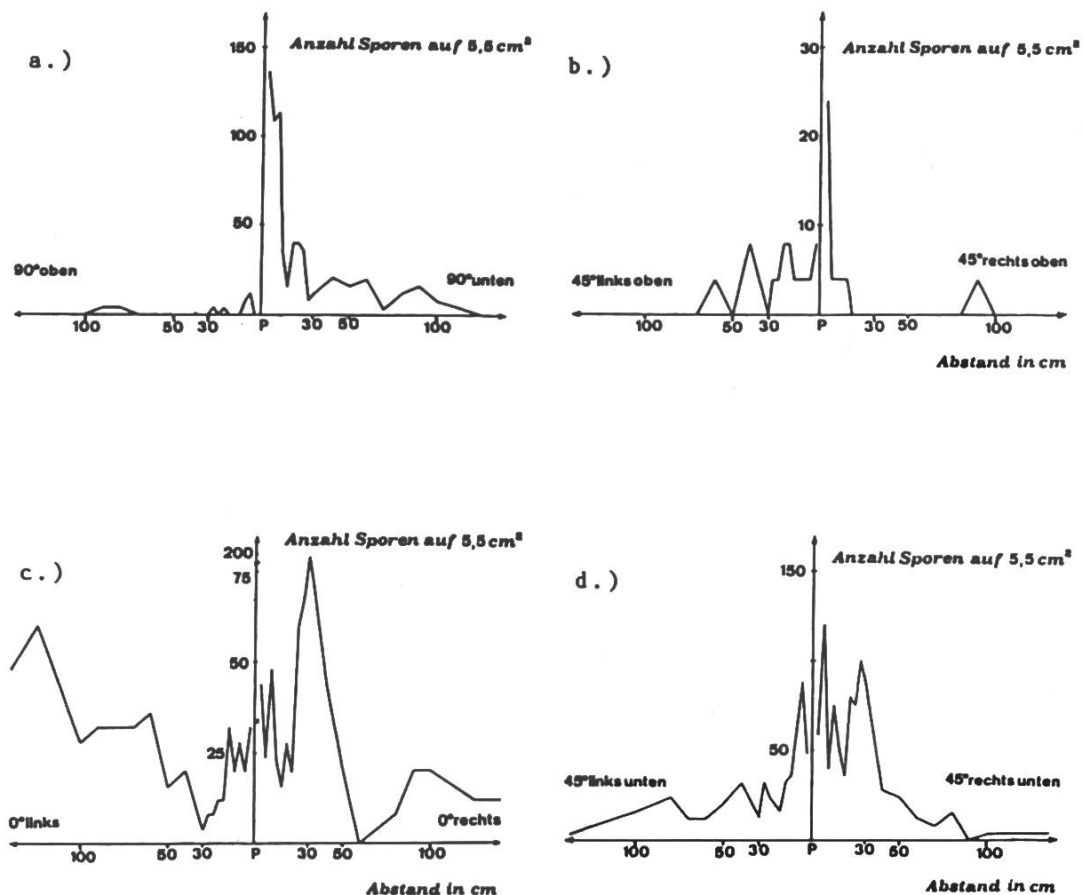 a.)
Anzahl Sporen auf 5,5 cm²
150
100
50
90°oben
90°unten
100 50 30 P 30 50 100
b.)
Anzahl Sporen auf 5,5 cm²
30
20
10
45°links oben
45°rechts oben
100 50 30 P 30 50 100
Abstand in cm
c.)
Anzahl Sporen auf 5,5 cm²
200
75
50
25
0°links
0°rechts
100 50 30 P 30 50 100
Abstand in cm
d.)
Anzahl Sporen auf 5,5 cm²
150
50
45°links unten
45°rechts unten
100 50 30 P 30 50 100
Abstand in cm